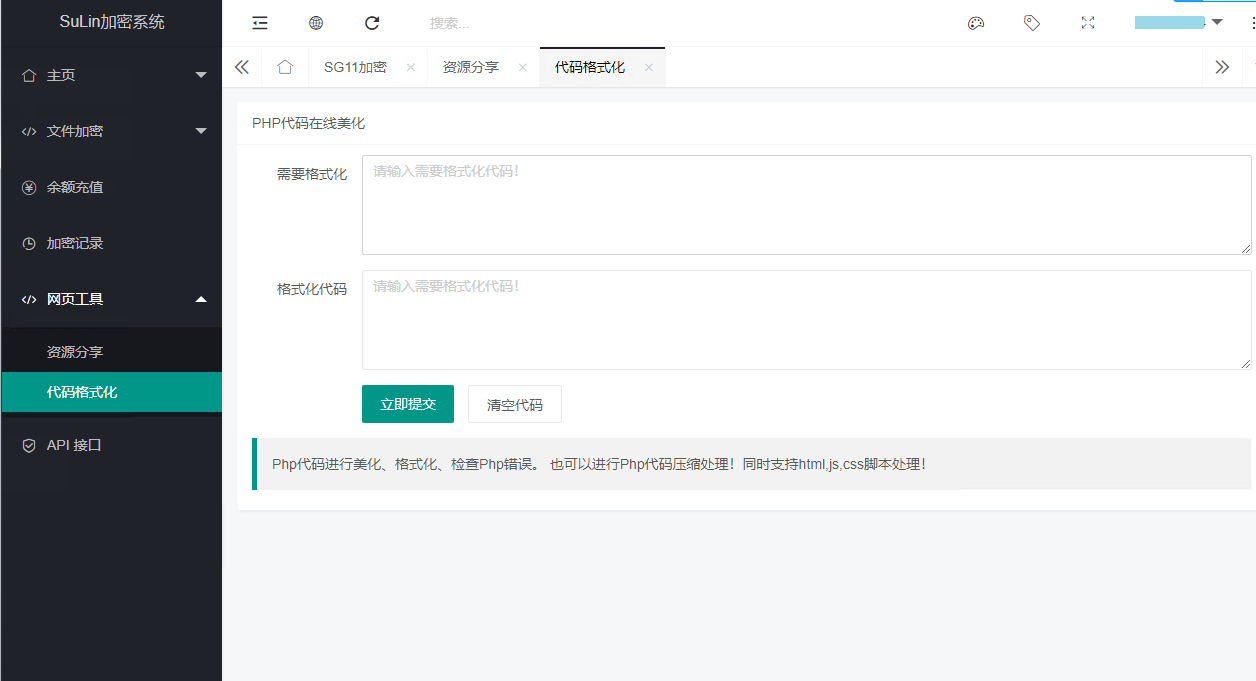 SuLin加密系统
主页
文件加密
余额充值
加密记录
网页工具
资源分享
代码格式化
API 接口
搜索...
SG11加密
资源分享
代码格式化
PHP代码在线美化
需要格式化
请输入需要格式化代码！
格式化代码
请输入需要格式化代码！
立即提交
清空代码
Php代码进行美化、格式化、检查Php错误。 也可以进行Php代码压缩处理！同时支持html,js,css脚本处理！